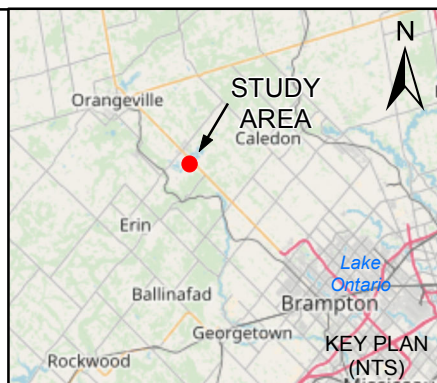 N
STUDY
AREA
Orangeville
Caledon
Erin
Lake
Ontario
Ballinafad
Brampton
Georgetown
KEY PLAN
(NTS)
Rockwood